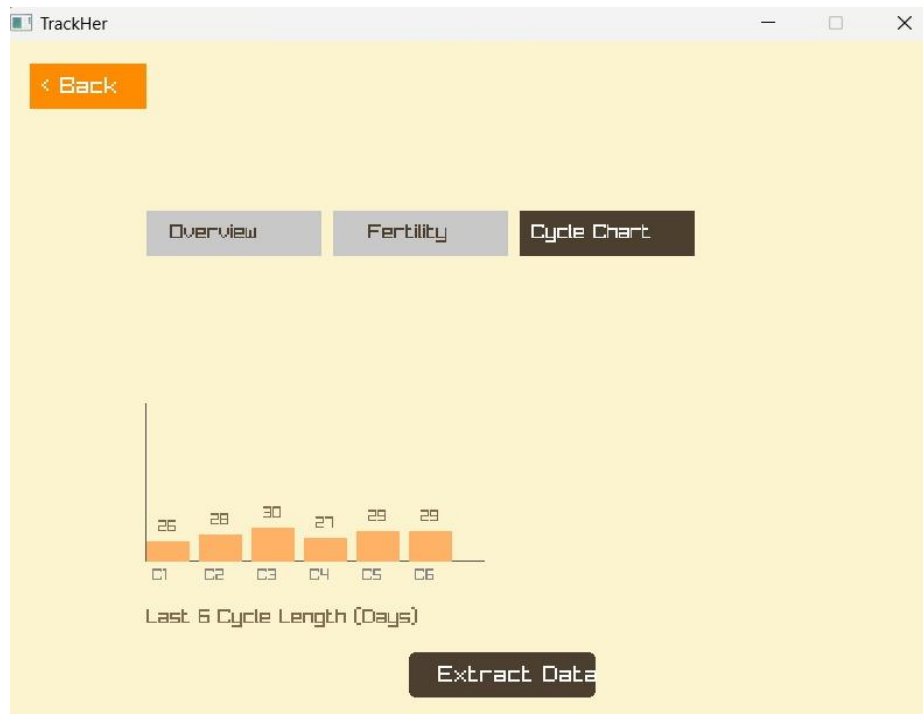 TrackHer
< Back
Overview Fertility Cycle Chart
26 28 30 27 29 29
C1 C2 C3 C4 C5 C6
Last 6 Cycle Length (Days)
Extract Data